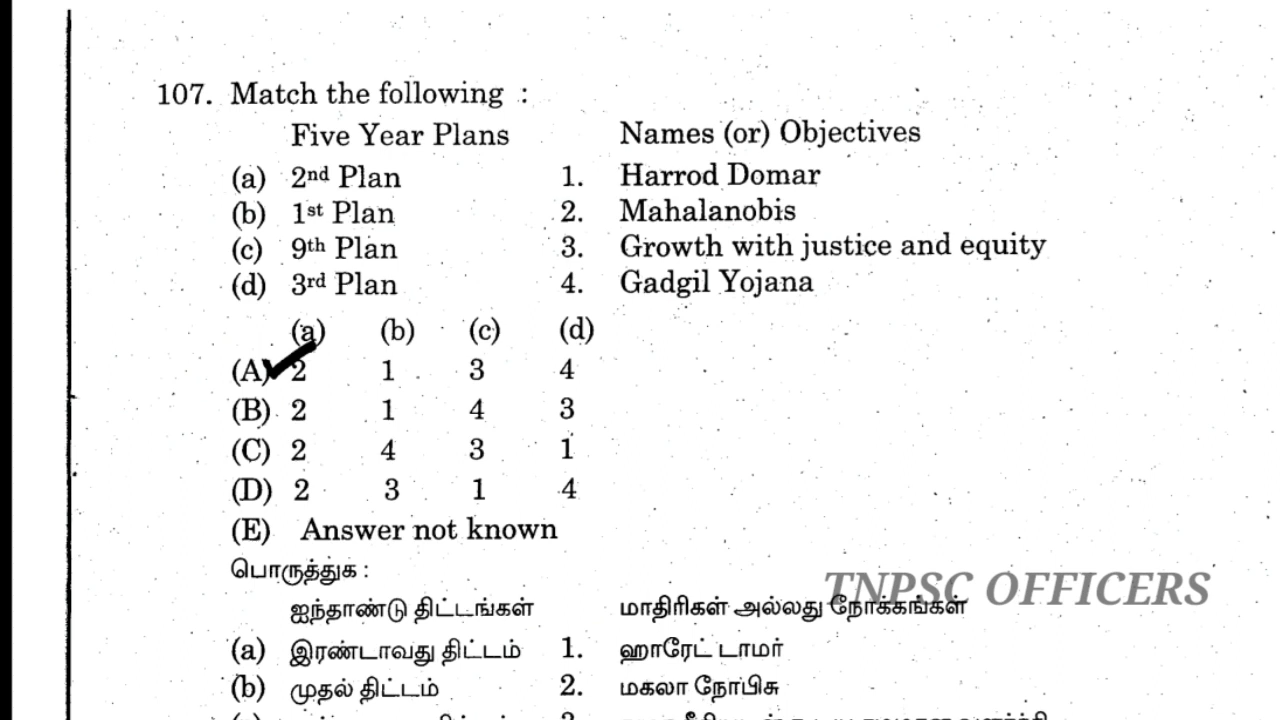 107. Match the following :
Five Year Plans Names (or) Objectives
(a) 2nd Plan 1. Harrod Domar
(b) 1st Plan 2. Mahalanobis
(c) 9th Plan 3. Growth with justice and equity
(d) 3rd Plan 4. Gadgil Yojana
(a) (b) (c) (d)
(A) 2 1 3 4
(B) 2 1 4 3
(C) 2 4 3 1
(D) 2 3 1 4
(E) Answer not known
பொருத்துக :
TNPSC OFFICERS
ஐந்தாண்டு திட்டங்கள் மாதிரிகள் அல்லது நோக்கங்கள்
(a) இரண்டாவது திட்டம் 1. ஹாரேட் டாமர்
(b) முதல் திட்டம் 2. மகலா நோபிசு